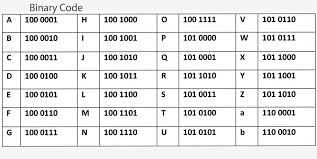 Binary Code
A 100 0001 H 100 1000 O 100 1111 V 101 0110
B 100 0010 I 100 1001 P 101 0000 W 101 0111
C 100 0011 J 100 1010 Q 101 0001 X 101 1000
D 100 0100 K 100 1011 R 101 1010 Y 101 1001
E 100 0101 L 100 1100 S 101 0011 Z 101 1010
F 100 0110 M 100 1101 T 101 0100 a 110 0001
G 100 0111 N 100 1110 U 101 0101 b 110 0010